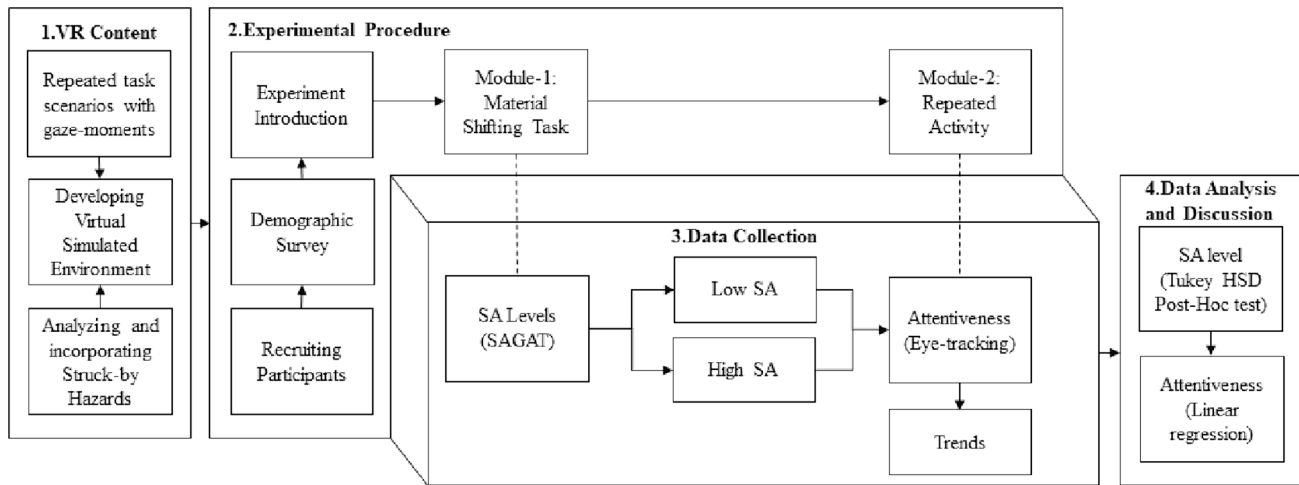 1.VR Content
Repeated task
scenarios with
gaze-moments
Developing
Virtual
Simulated
Environment
Analyzing and
incorporating
Struck-by
Hazards
2.Experimental Procedure
Experiment
Introduction
Demographic
Survey
Recruiting
Participants
Module-1:
Material
Shifting Task
Module-2:
Repeated
Activity
3.Data Collection
SA Levels
(SAGAT)
Low SA
High SA
Attentiveness
(Eye-tracking)
Trends
4.Data Analysis
and Discussion
SA level
(Tukey HSD
Post-Hoc test)
Attentiveness
(Linear
regression)